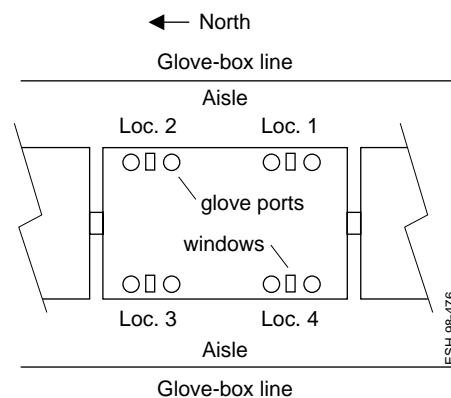 North
Glove-box line
Aisle
Loc. 2
Loc. 1
glove ports
windows
Loc. 3
Loc. 4
Aisle
Glove-box line
ESH 98-476